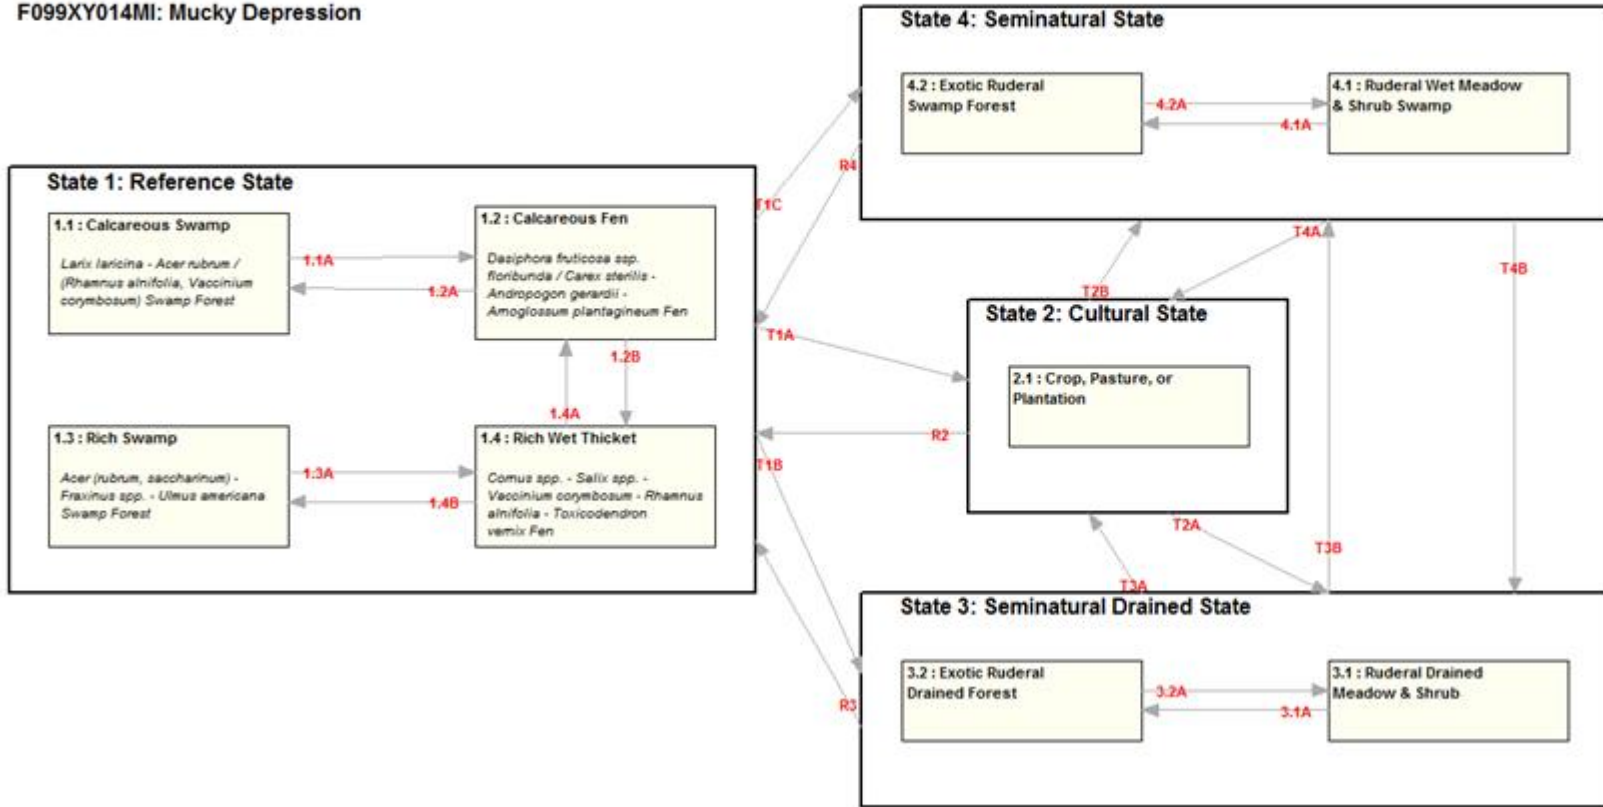 F099XY014MI: Mucky Depression
State 1: Reference State
1.1 : Calcareous Swamp
Larix laricina - Acer rubrum /
(Rhamnus alnifolia, Vaccinium
corymbosum) Swamp Forest
1.1A
1.2A
1.2 : Calcareous Fen
Dasiphora fruticosa ssp.
floribunda / Carex sterilis -
Andropogon gerardii -
Amoglossum plantagineum Fen
1.4A
1.2B
1.3 : Rich Swamp
Acer (rubrum, saccharinum) -
Fraxinus spp. - Ulmus americana
Swamp Forest
1.3A
1.4B
1.4 : Rich Wet Thicket
Cornus spp. - Salix spp. -
Vaccinium corymbosum - Rhamnus
alnifolia - Toxicodendron
vernix Fen
T1C
R4
T1A
R2
T1B
R3
State 4: Seminatural State
4.2 : Exotic Ruderal
Swamp Forest
4.2A
4.1A
4.1 : Ruderal Wet Meadow
& Shrub Swamp
T2B
T4A
T4B
State 2: Cultural State
2.1 : Crop, Pasture, or
Plantation
T2A
T3B
T3A
State 3: Seminatural Drained State
3.2 : Exotic Ruderal
Drained Forest
3.2A
3.1A
3.1 : Ruderal Drained
Meadow & Shrub